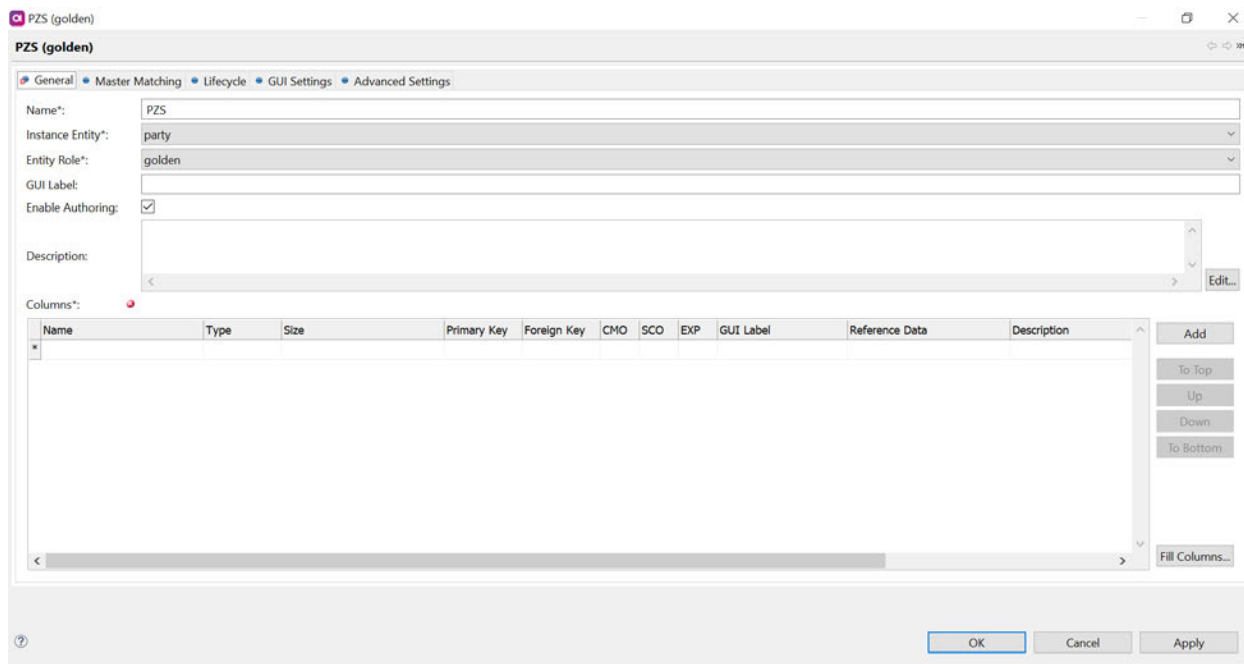 PZS (golden)
PZS (golden)
General Master Matching Lifecycle GUI Settings Advanced Settings
Name*: PZS
Instance Entity*: party
Entity Role*: golden
GUI Label:
Enable Authoring:
Description:
Edit...
Columns*:
Name Type Size Primary Key Foreign Key CMO SCO EXP GUI Label Reference Data Description
*
Add
To Top
Up
Down
To Bottom
Fill Columns...
OK Cancel Apply